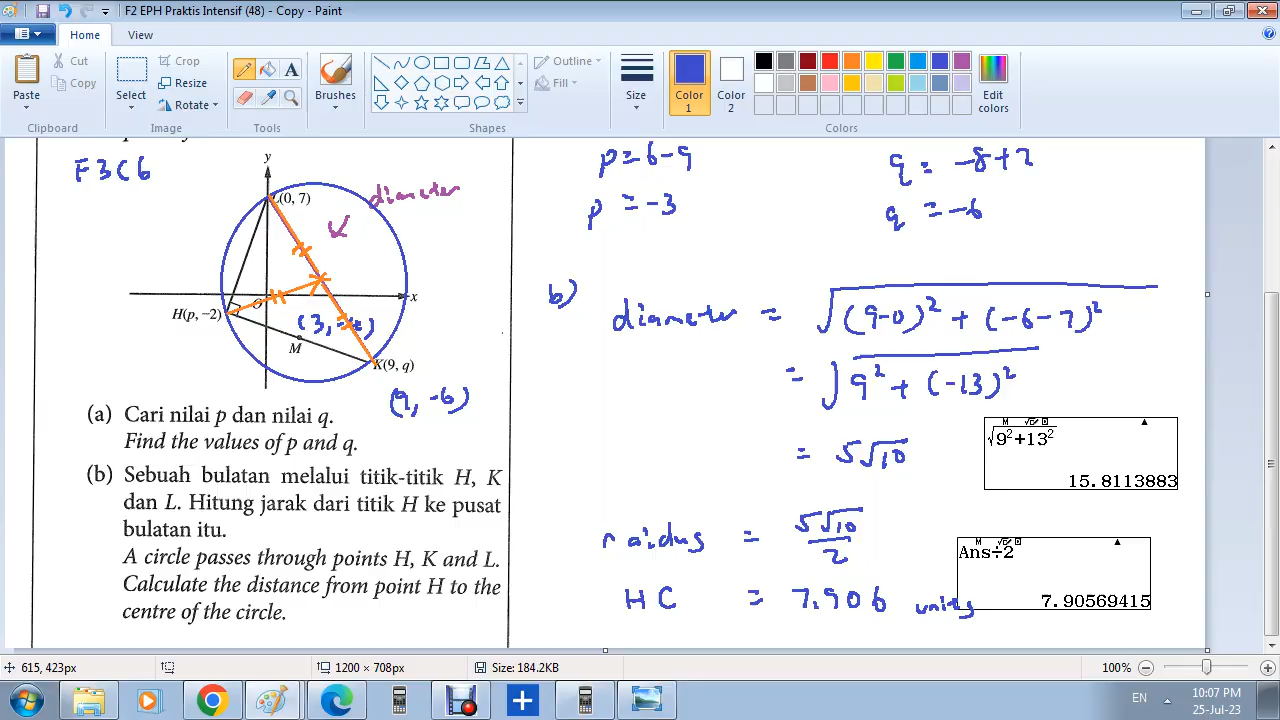 F2 EPH Praktis Intensif (48) - Copy - Paint
Home View
Paste
Cut
Copy
Clipboard
Select
Crop
Resize
Rotate
Image
A
Tools
Brushes
Outline
Fill
Shapes
Size
Color 1
Color 2
Edit colors
Colors
F3C6
y
L(0, 7)
diameter
O
x
H(p, −2)
M
K(9, q)
(9, -6)
(a) Cari nilai p dan nilai q.
Find the values of p and q.
(b) Sebuah bulatan melalui titik-titik H, K
dan L. Hitung jarak dari titik H ke pusat
bulatan itu.
A circle passes through points H, K and L.
Calculate the distance from point H to the
centre of the circle.
p = 6-9
p = -3
q = -8+2
q = -6
b) diameter = √(9-0)² + (-6-7)²
= √9² + (-13)²
= 5√10
√9²+13²
15.8113883
raidus = 5√10/2
Ans÷2
7.90569415
HC = 7.906 units
615, 423px
1200 × 708px
Size: 184.2KB
100%
EN
10:07 PM
25-Jul-23